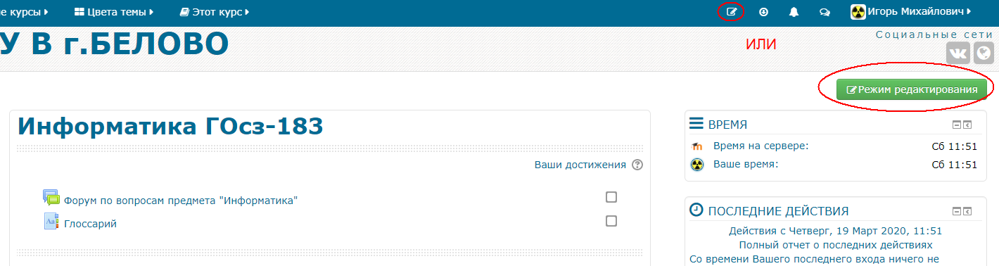 е курсы
Цвета темы
Этот курс
Игорь Михайлович
У В г.БЕЛОВО
ИЛИ
Социальные сети
Режим редактирования
Информатика ГОсз-183
Ваши достижения
Форум по вопросам предмета "Информатика"
Глоссарий
ВРЕМЯ
Время на сервере: Сб 11:51
Ваше время: Сб 11:51
ПОСЛЕДНИЕ ДЕЙСТВИЯ
Действия с Четверг, 19 Март 2020, 11:51
Полный отчет о последних действиях
Со времени Вашего последнего входа ничего не